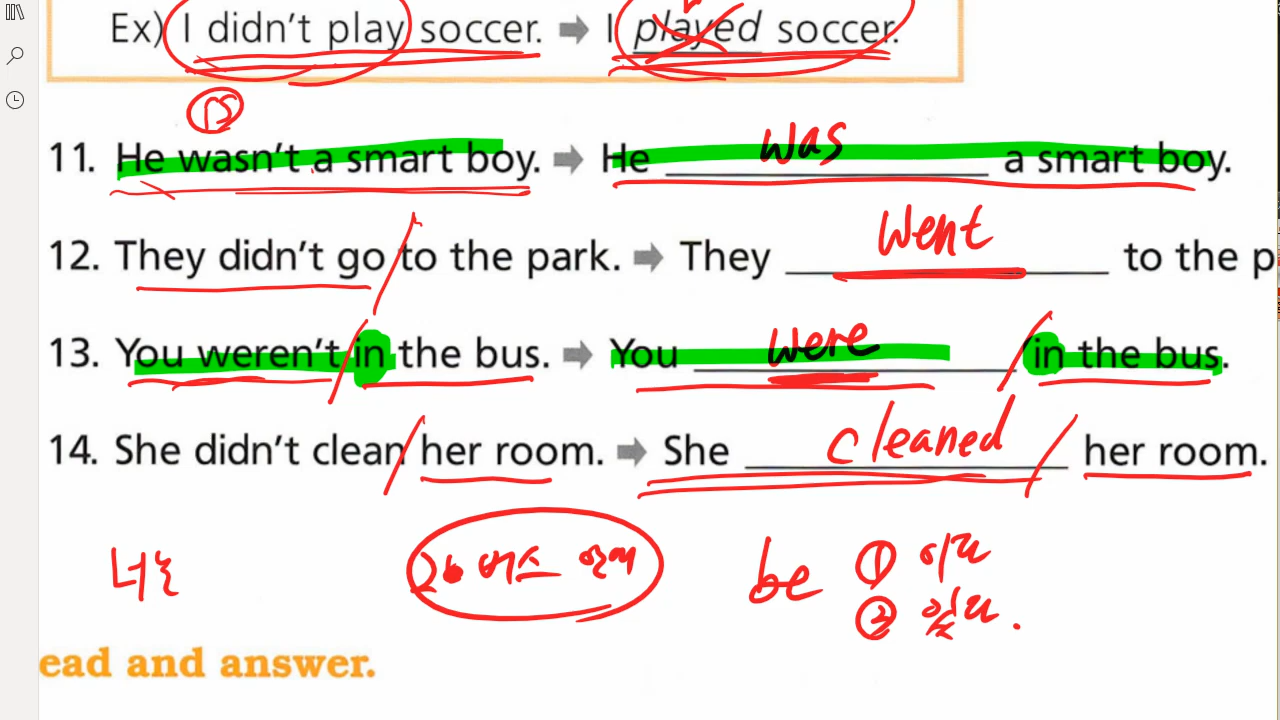 Ex) I didn't play soccer. ➡ I played soccer.
11. He wasn't a smart boy. ➡ He was a smart boy.
12. They didn't go to the park. ➡ They went to the p
13. You weren't in the bus. ➡ You were in the bus.
14. She didn't clean her room. ➡ She cleaned her room.
너는 그 버스 안에 be ① 이다
② 있다.
ead and answer.